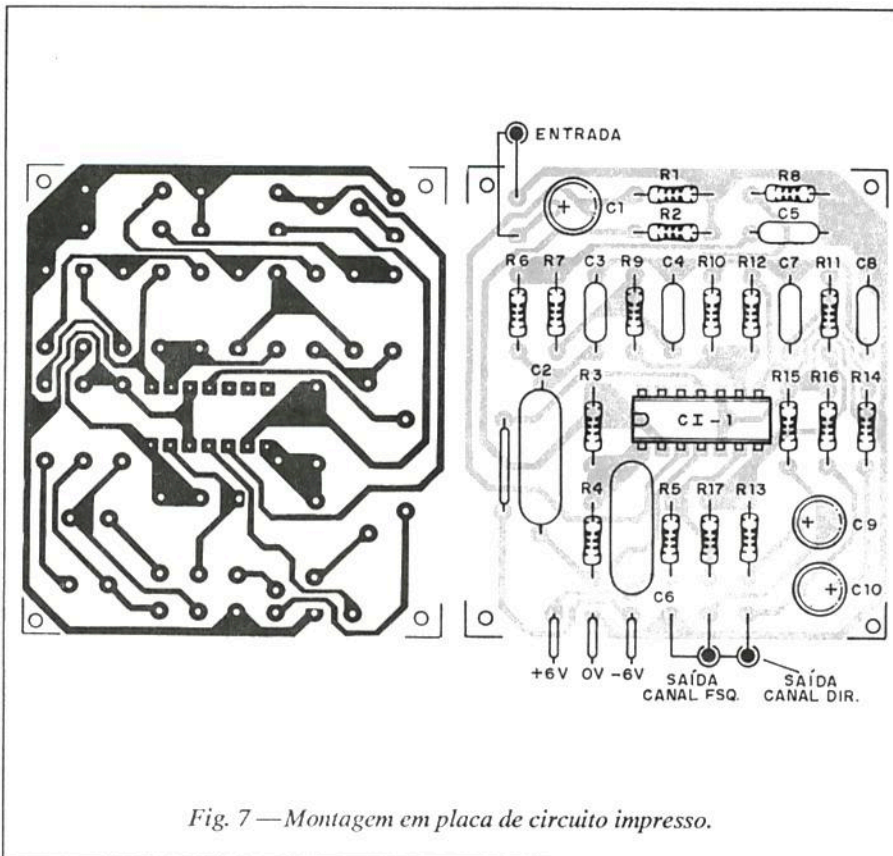 ENTRADA
R1 R8
C1
R2 C5
R6 R7 C3 R9 C4 R10 R12 C7 R11 C8
C2 R3 CI-1 R15 R16 R14
R4 R5 R17 R13
C9
C6 C10
+6V 0V -6V
SAÍDA CANAL ESQ.
SAÍDA CANAL DIR.
Fig. 7 — Montagem em placa de circuito impresso.